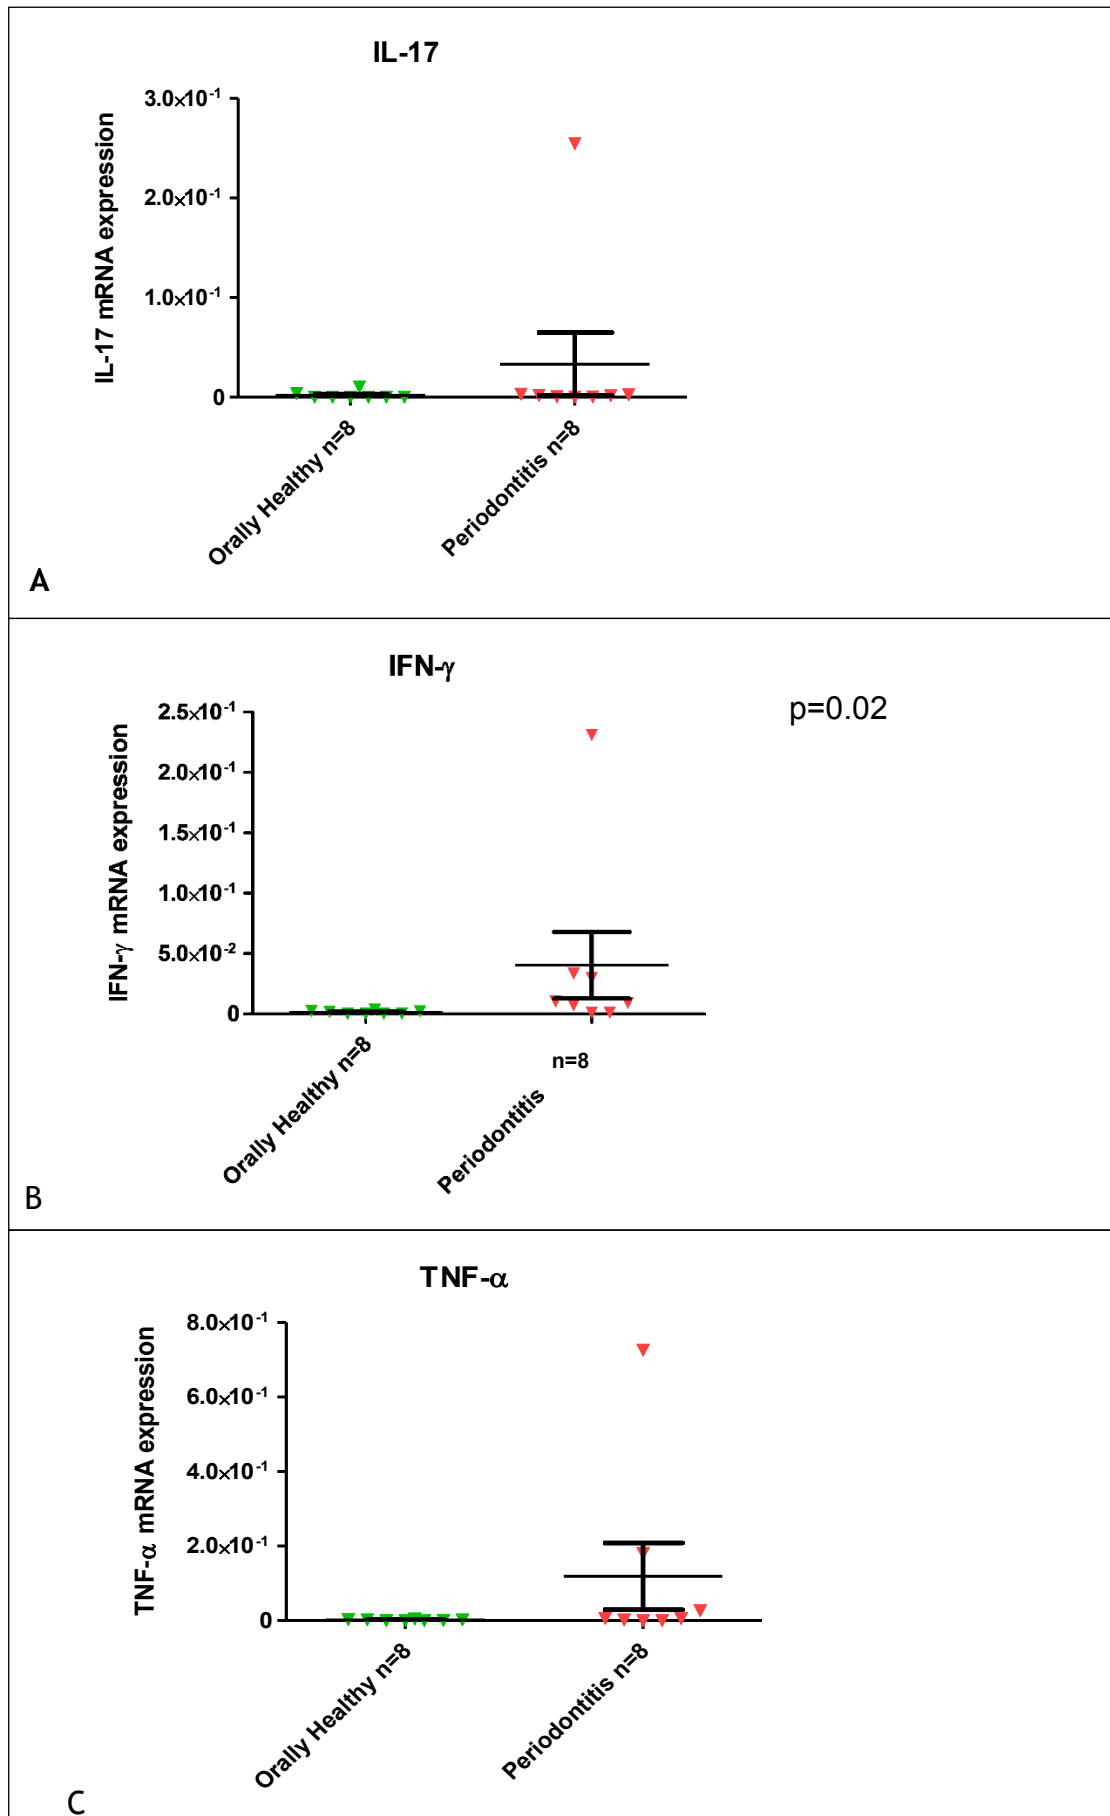 IL-17
IL-17 mRNA expression
3.0×10⁻¹
2.0×10⁻¹
1.0×10⁻¹
0
Orally Healthy n=8
Periodontitis n=8
A
IFN-γ
p=0.02
IFN-γ mRNA expression
2.5×10⁻¹
2.0×10⁻¹
1.5×10⁻¹
1.0×10⁻¹
5.0×10⁻²
0
Orally Healthy n=8
n=8
Periodontitis
B
TNF-α
TNF-α mRNA expression
8.0×10⁻¹
6.0×10⁻¹
4.0×10⁻¹
2.0×10⁻¹
0
Orally Healthy n=8
Periodontitis n=8
C